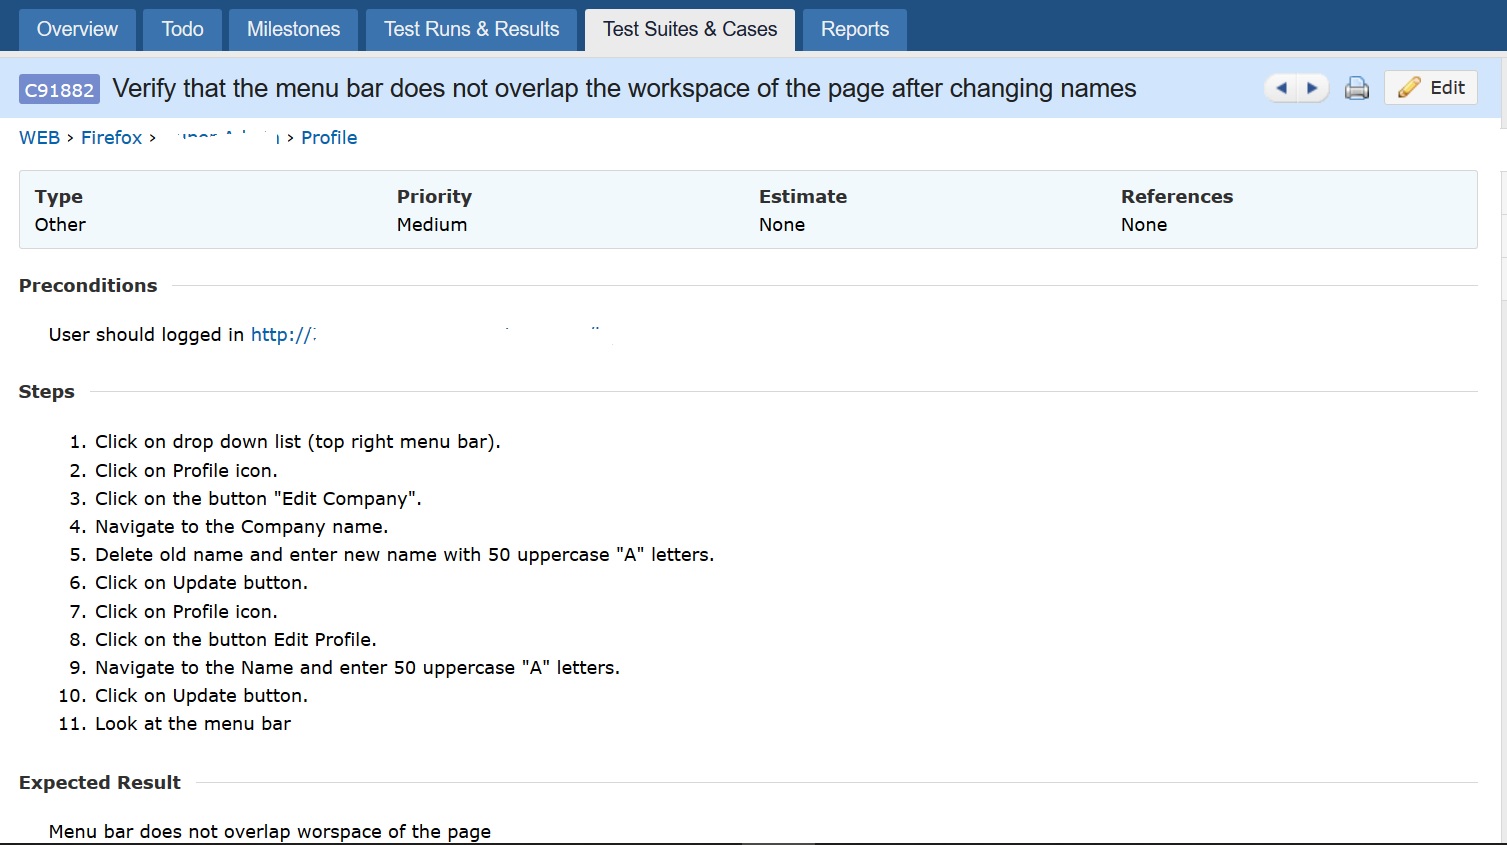 Overview Todo Milestones Test Runs & Results Test Suites & Cases Reports
C91882 Verify that the menu bar does not overlap the workspace of the page after changing names Edit
WEB > Firefox > > Profile
Type Priority Estimate References
Other Medium None None
Preconditions
User should logged in http://
Steps
1. Click on drop down list (top right menu bar).
2. Click on Profile icon.
3. Click on the button "Edit Company".
4. Navigate to the Company name.
5. Delete old name and enter new name with 50 uppercase "A" letters.
6. Click on Update button.
7. Click on Profile icon.
8. Click on the button Edit Profile.
9. Navigate to the Name and enter 50 uppercase "A" letters.
10. Click on Update button.
11. Look at the menu bar
Expected Result
Menu bar does not overlap worspace of the page